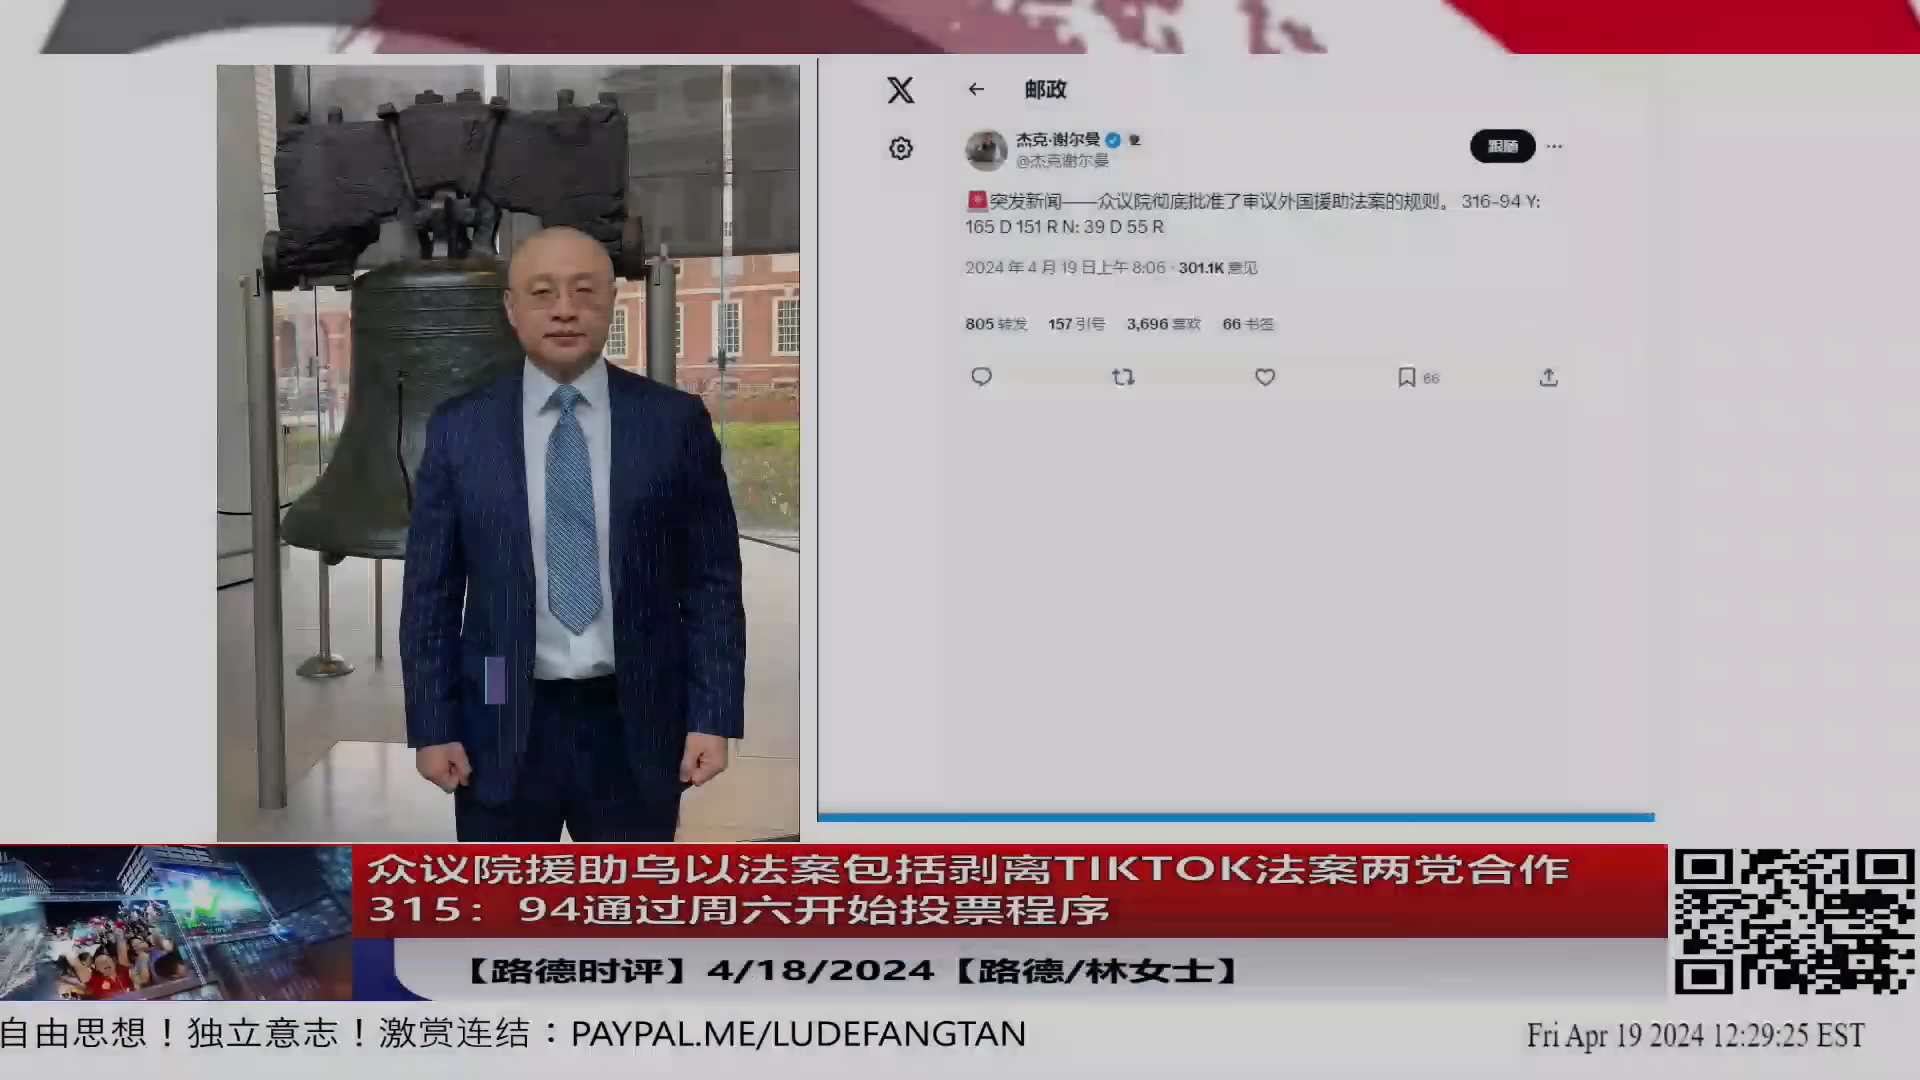 邮政
杰克·谢尔曼
@杰克谢尔曼
跟随
突发新闻——众议院彻底批准了审议外国援助法案的规则。 316-94 Y:
165 D 151 R N: 39 D 55 R
2024 年 4 月 19 日上午 8:06 · 301.1K 意见
805 转发 157 引号 3,696 喜欢 66 书签
66
众议院援助乌以法案包括剥离TIKTOK法案两党合作
315： 94通过周六开始投票程序
【路德时评】4/18/2024【路德/林女士】
自由思想！独立意志！激赏连结：PAYPAL.ME/LUDEFANGTAN
Fri Apr 19 2024 12:29:25 EST